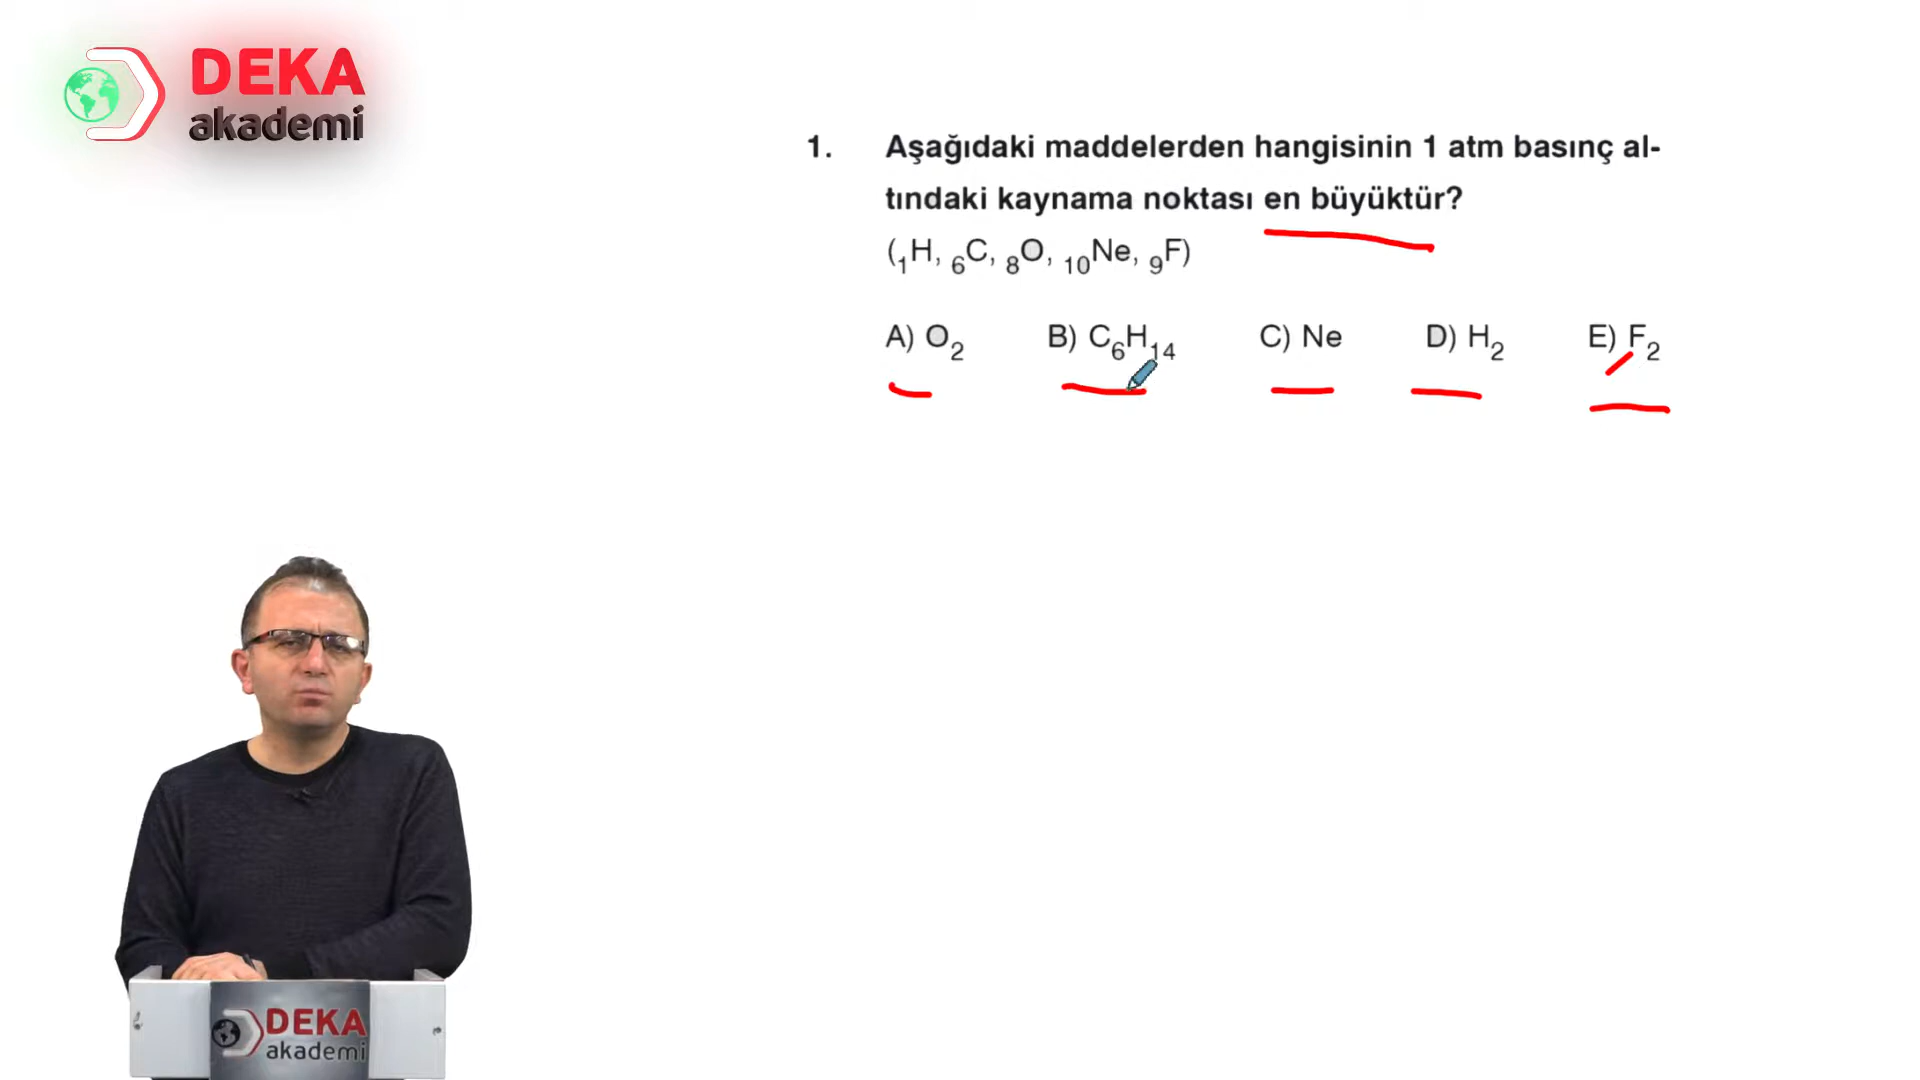 DEKA
akademi
1. Aşağıdaki maddelerden hangisinin 1 atm basınç al-
tındaki kaynama noktası en büyüktür?
(₁H, ₆C, ₈O, ₁₀Ne, ₉F)
A) O₂ B) C₆H₁₄ C) Ne D) H₂ E) F₂
DEKA
akademi